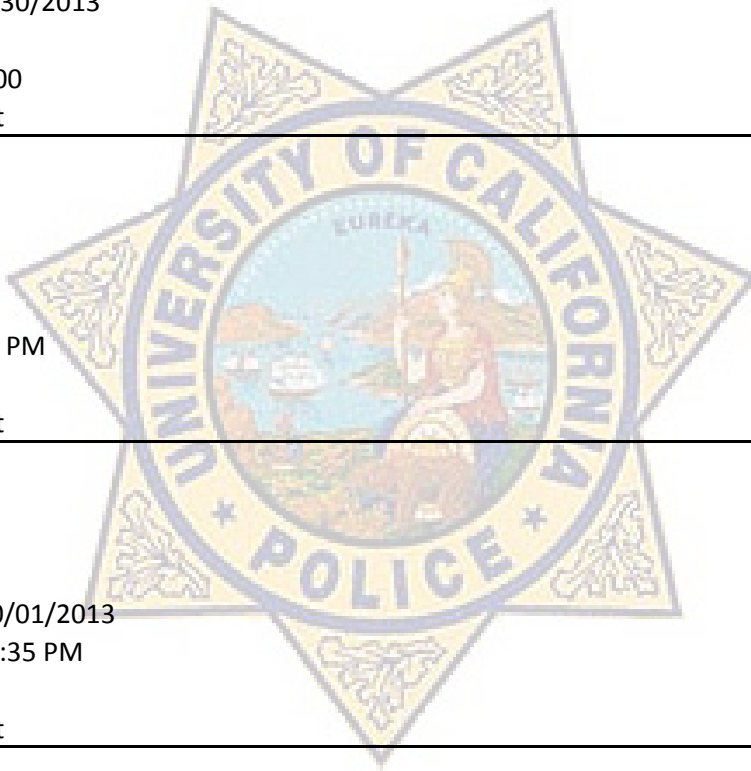 30/2013
00
t
UNIVERSITY OF CALIFORNIA
EUREKA
PM
t
POLICE
0/01/2013
:35 PM
t